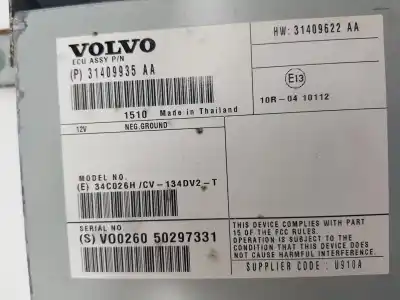 VOLVO
ECU ASSY P/N
(P) 31409935 AA
HW: 31409622 AA
E13
10R-04 10112
1510 Made in Thailand
12V NEG.GROUND
MODEL NO.
(E) 34C026H/CV-134DV2-T
SERIAL NO
(S) VO0260 50297331
THIS DEVICE COMPLIES WITH PART
15 OF THE FCC RULES.
OPERATION IS SUBJECT TO THE
CONDITION THAT THIS DEVICE DOES
NOT CAUSE HARMFUL INTERFERENCE.
SUPPLIER CODE : U910A